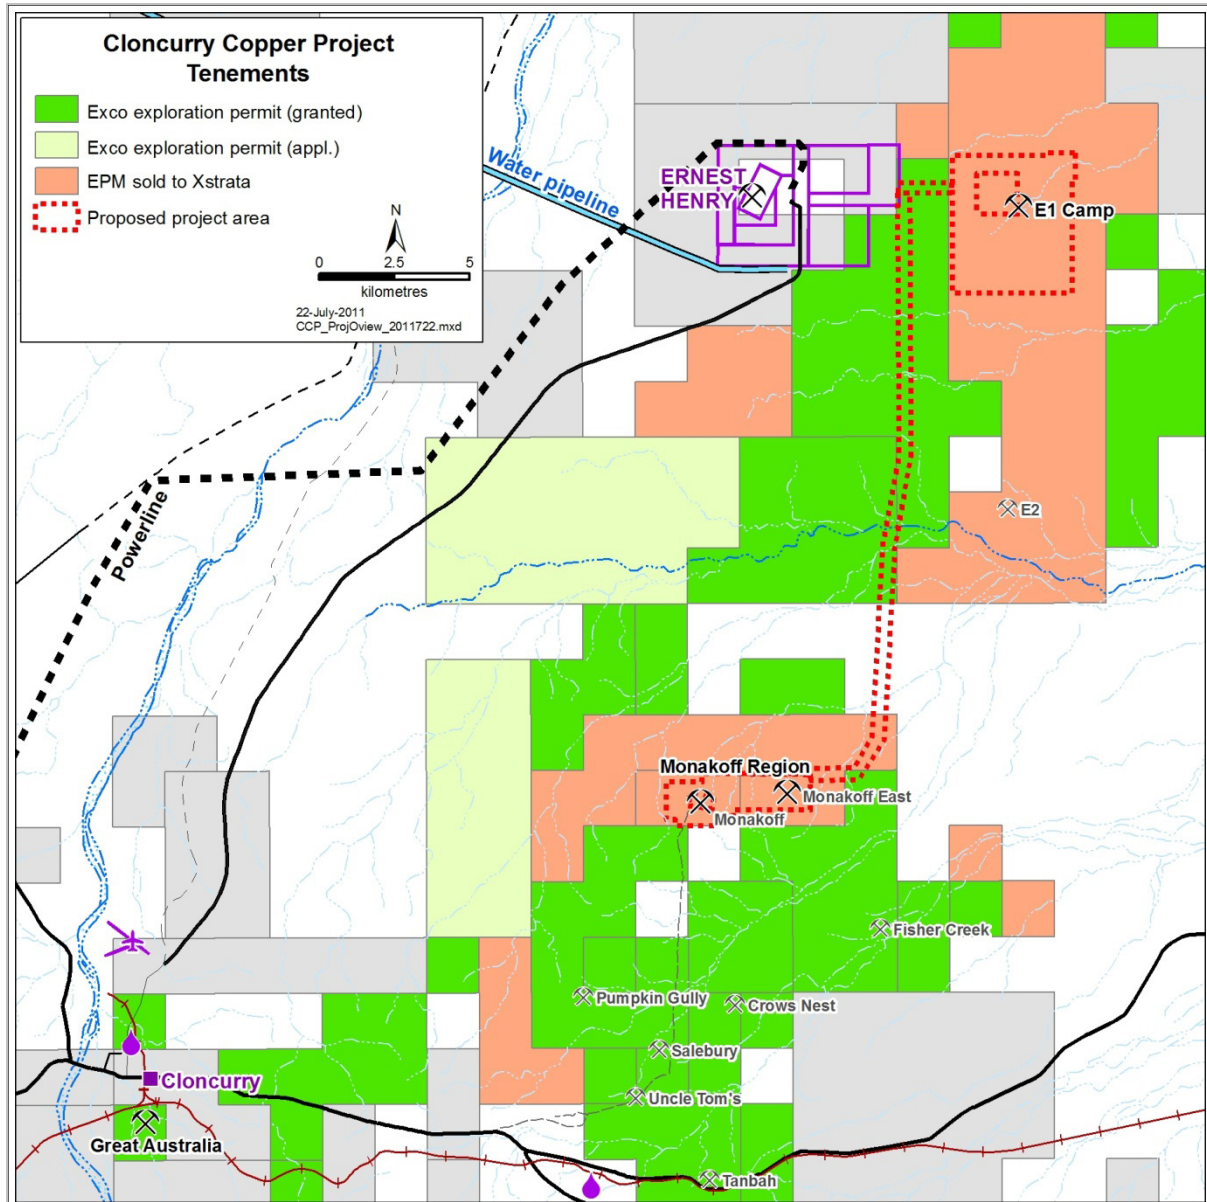 Cloncurry Copper Project
Tenements
Exco exploration permit (granted)
Exco exploration permit (appl.)
EPM sold to Xstrata
Proposed project area
N
0 2.5 5
kilometres
22-July-2011
CCP_ProjOview_2011722.mxd
Water pipeline
ERNEST
HENRY
E1 Camp
E2
Powerline
Monakoff Region
Monakoff East
Monakoff
Fisher Creek
Pumpkin Gully
Crows Nest
Salebury
Cloncurry
Uncle Tom's
Great Australia
Tanbah